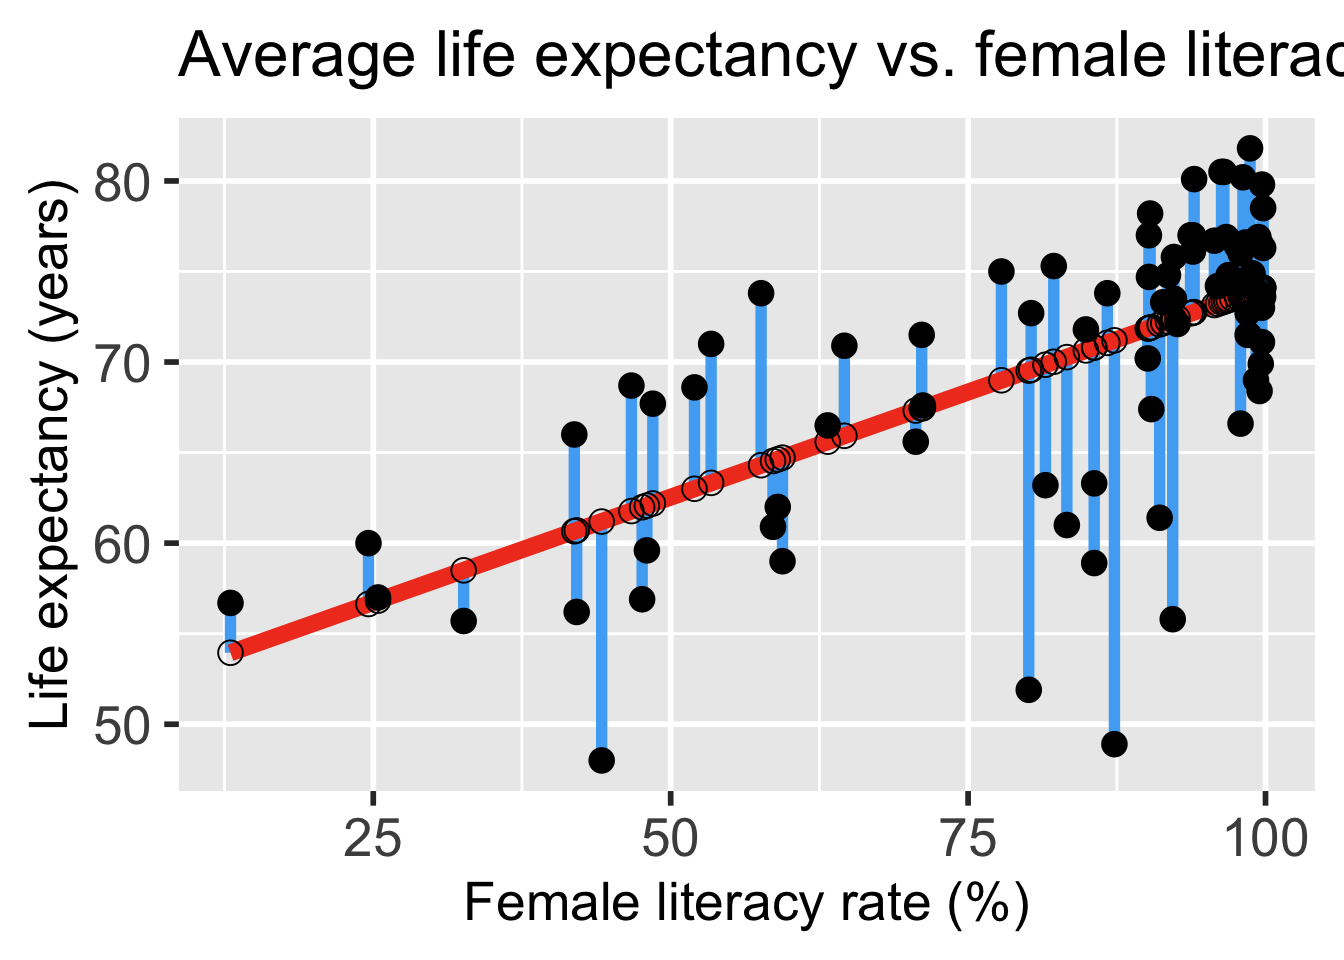 Average life expectancy vs. female literac
Life expectancy (years)
80
70
60
50
25 50 75 100
Female literacy rate (%)